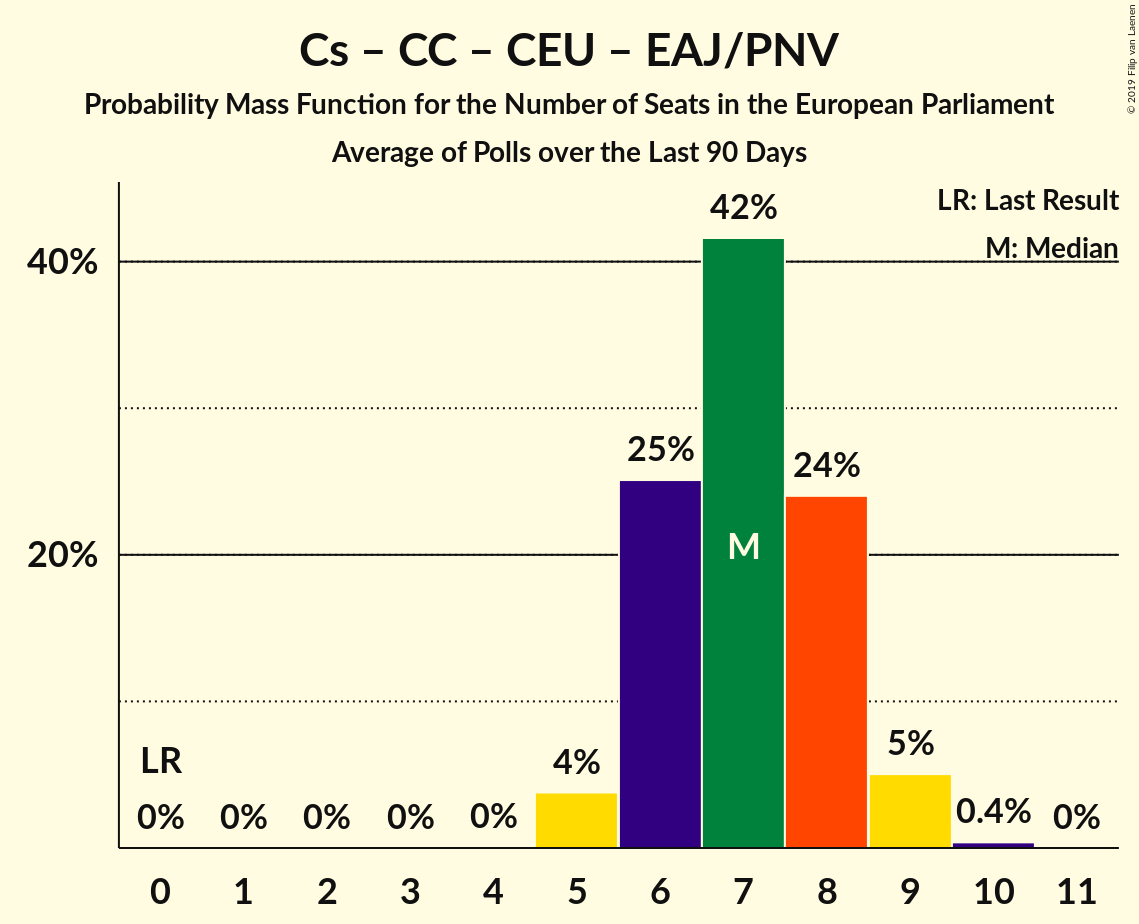 Cs – CC – CEU – EAJ/PNV
Probability Mass Function for the Number of Seats in the European Parliament
Average of Polls over the Last 90 Days
© 2019 Filip van Laenen
LR: Last Result
M: Median
42%
40%
25%
24%
M
20%
LR
5%
4%
0% 0% 0% 0% 0% 0.4% 0%
0 1 2 3 4 5 6 7 8 9 10 11